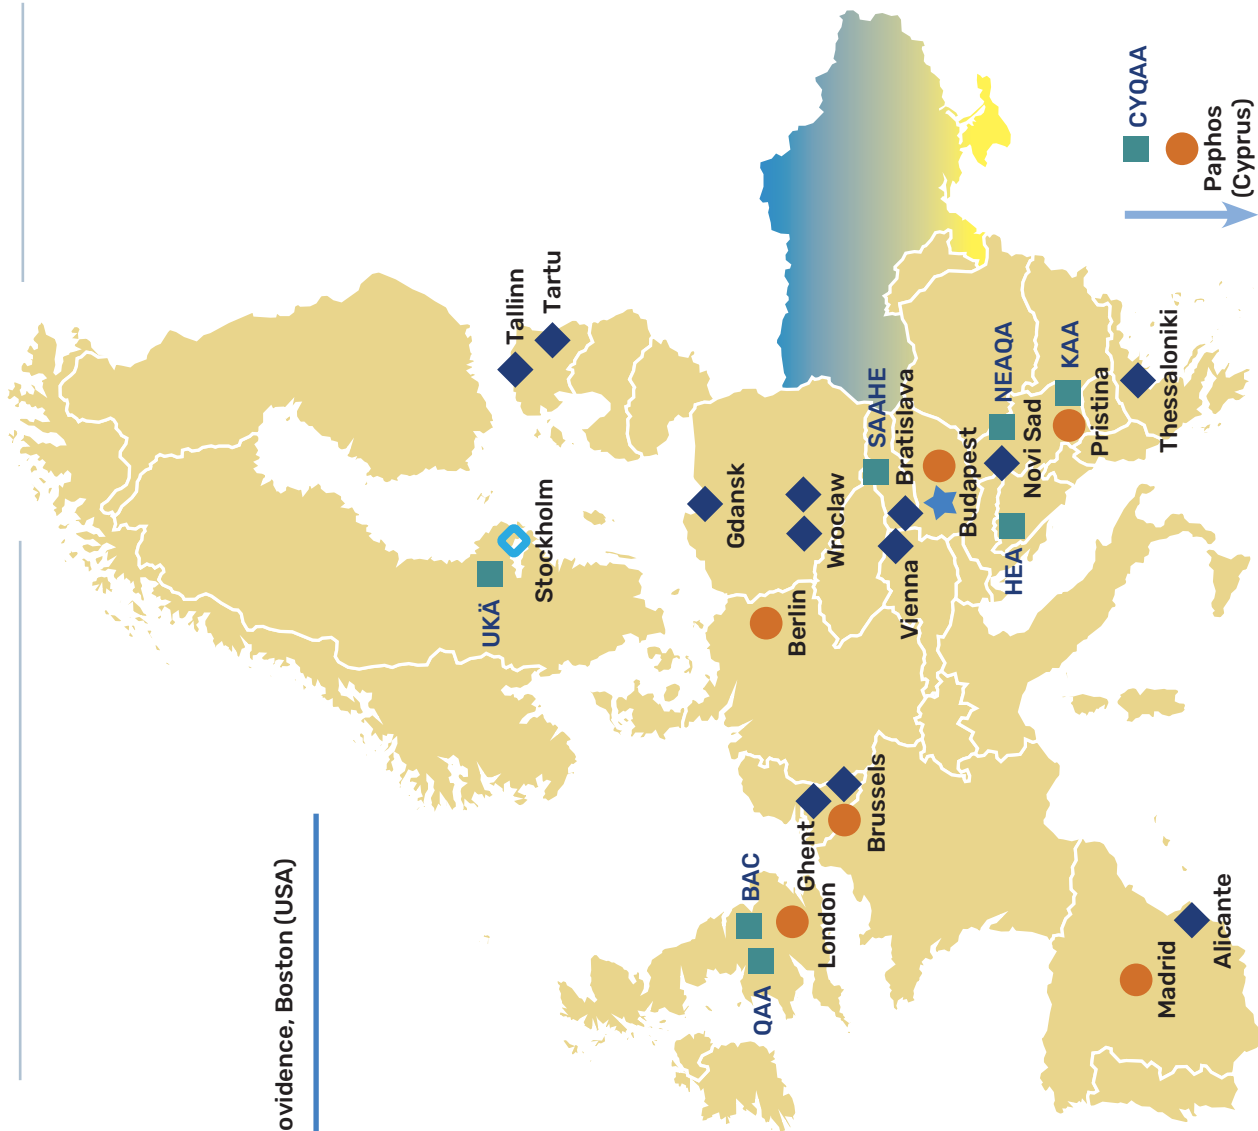 ovidence, Boston (USA)
Tallinn
Tartu
Stockholm
UKÄ
Gdansk
Wroclaw
Berlin
SAAHE
Bratislava
Budapest
Vienna
NEAQA
Novi Sad
HEA
KAA
Pristina
Thessaloniki
CYQAA
Paphos
(Cyprus)
Ghent
Brussels
BAC
QAA
London
Madrid
Alicante